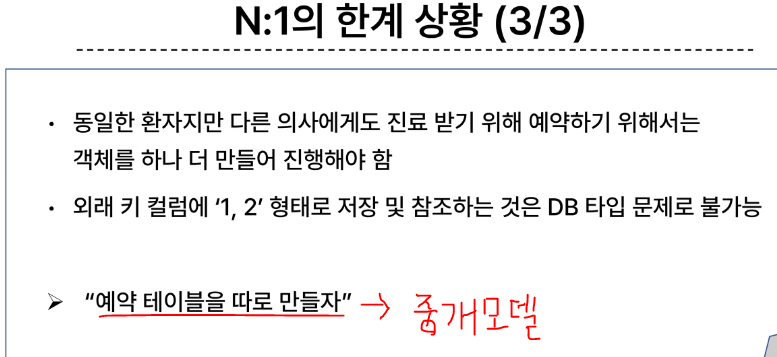 N:1의 한계 상황 (3/3)
• 동일한 환자지만 다른 의사에게도 진료 받기 위해 예약하기 위해서는
객체를 하나 더 만들어 진행해야 함
• 외래 키 컬럼에 ‘1, 2’ 형태로 저장 및 참조하는 것은 DB 타입 문제로 불가능
➢ “예약 테이블을 따로 만들자” → 중개모델